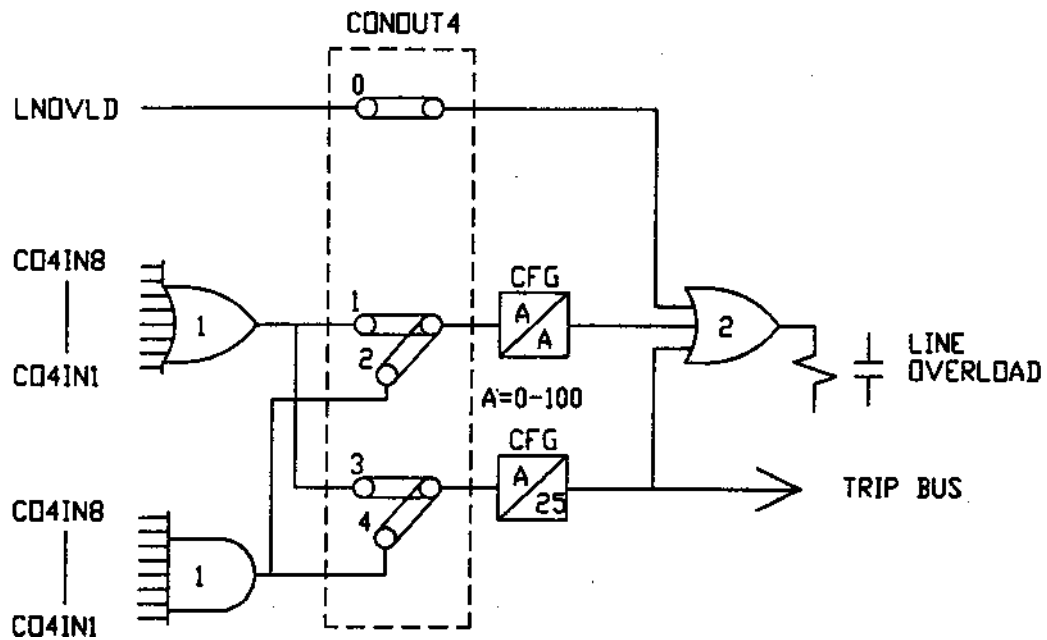 CONOUT4
0
LNOVLD
CO4IN8
1
CO4IN1
1
2
CFG
A
A
A=0-100
2
LINE
OVERLOAD
3
4
CFG
A
25
TRIP BUS
CO4IN8
1
CO4IN1